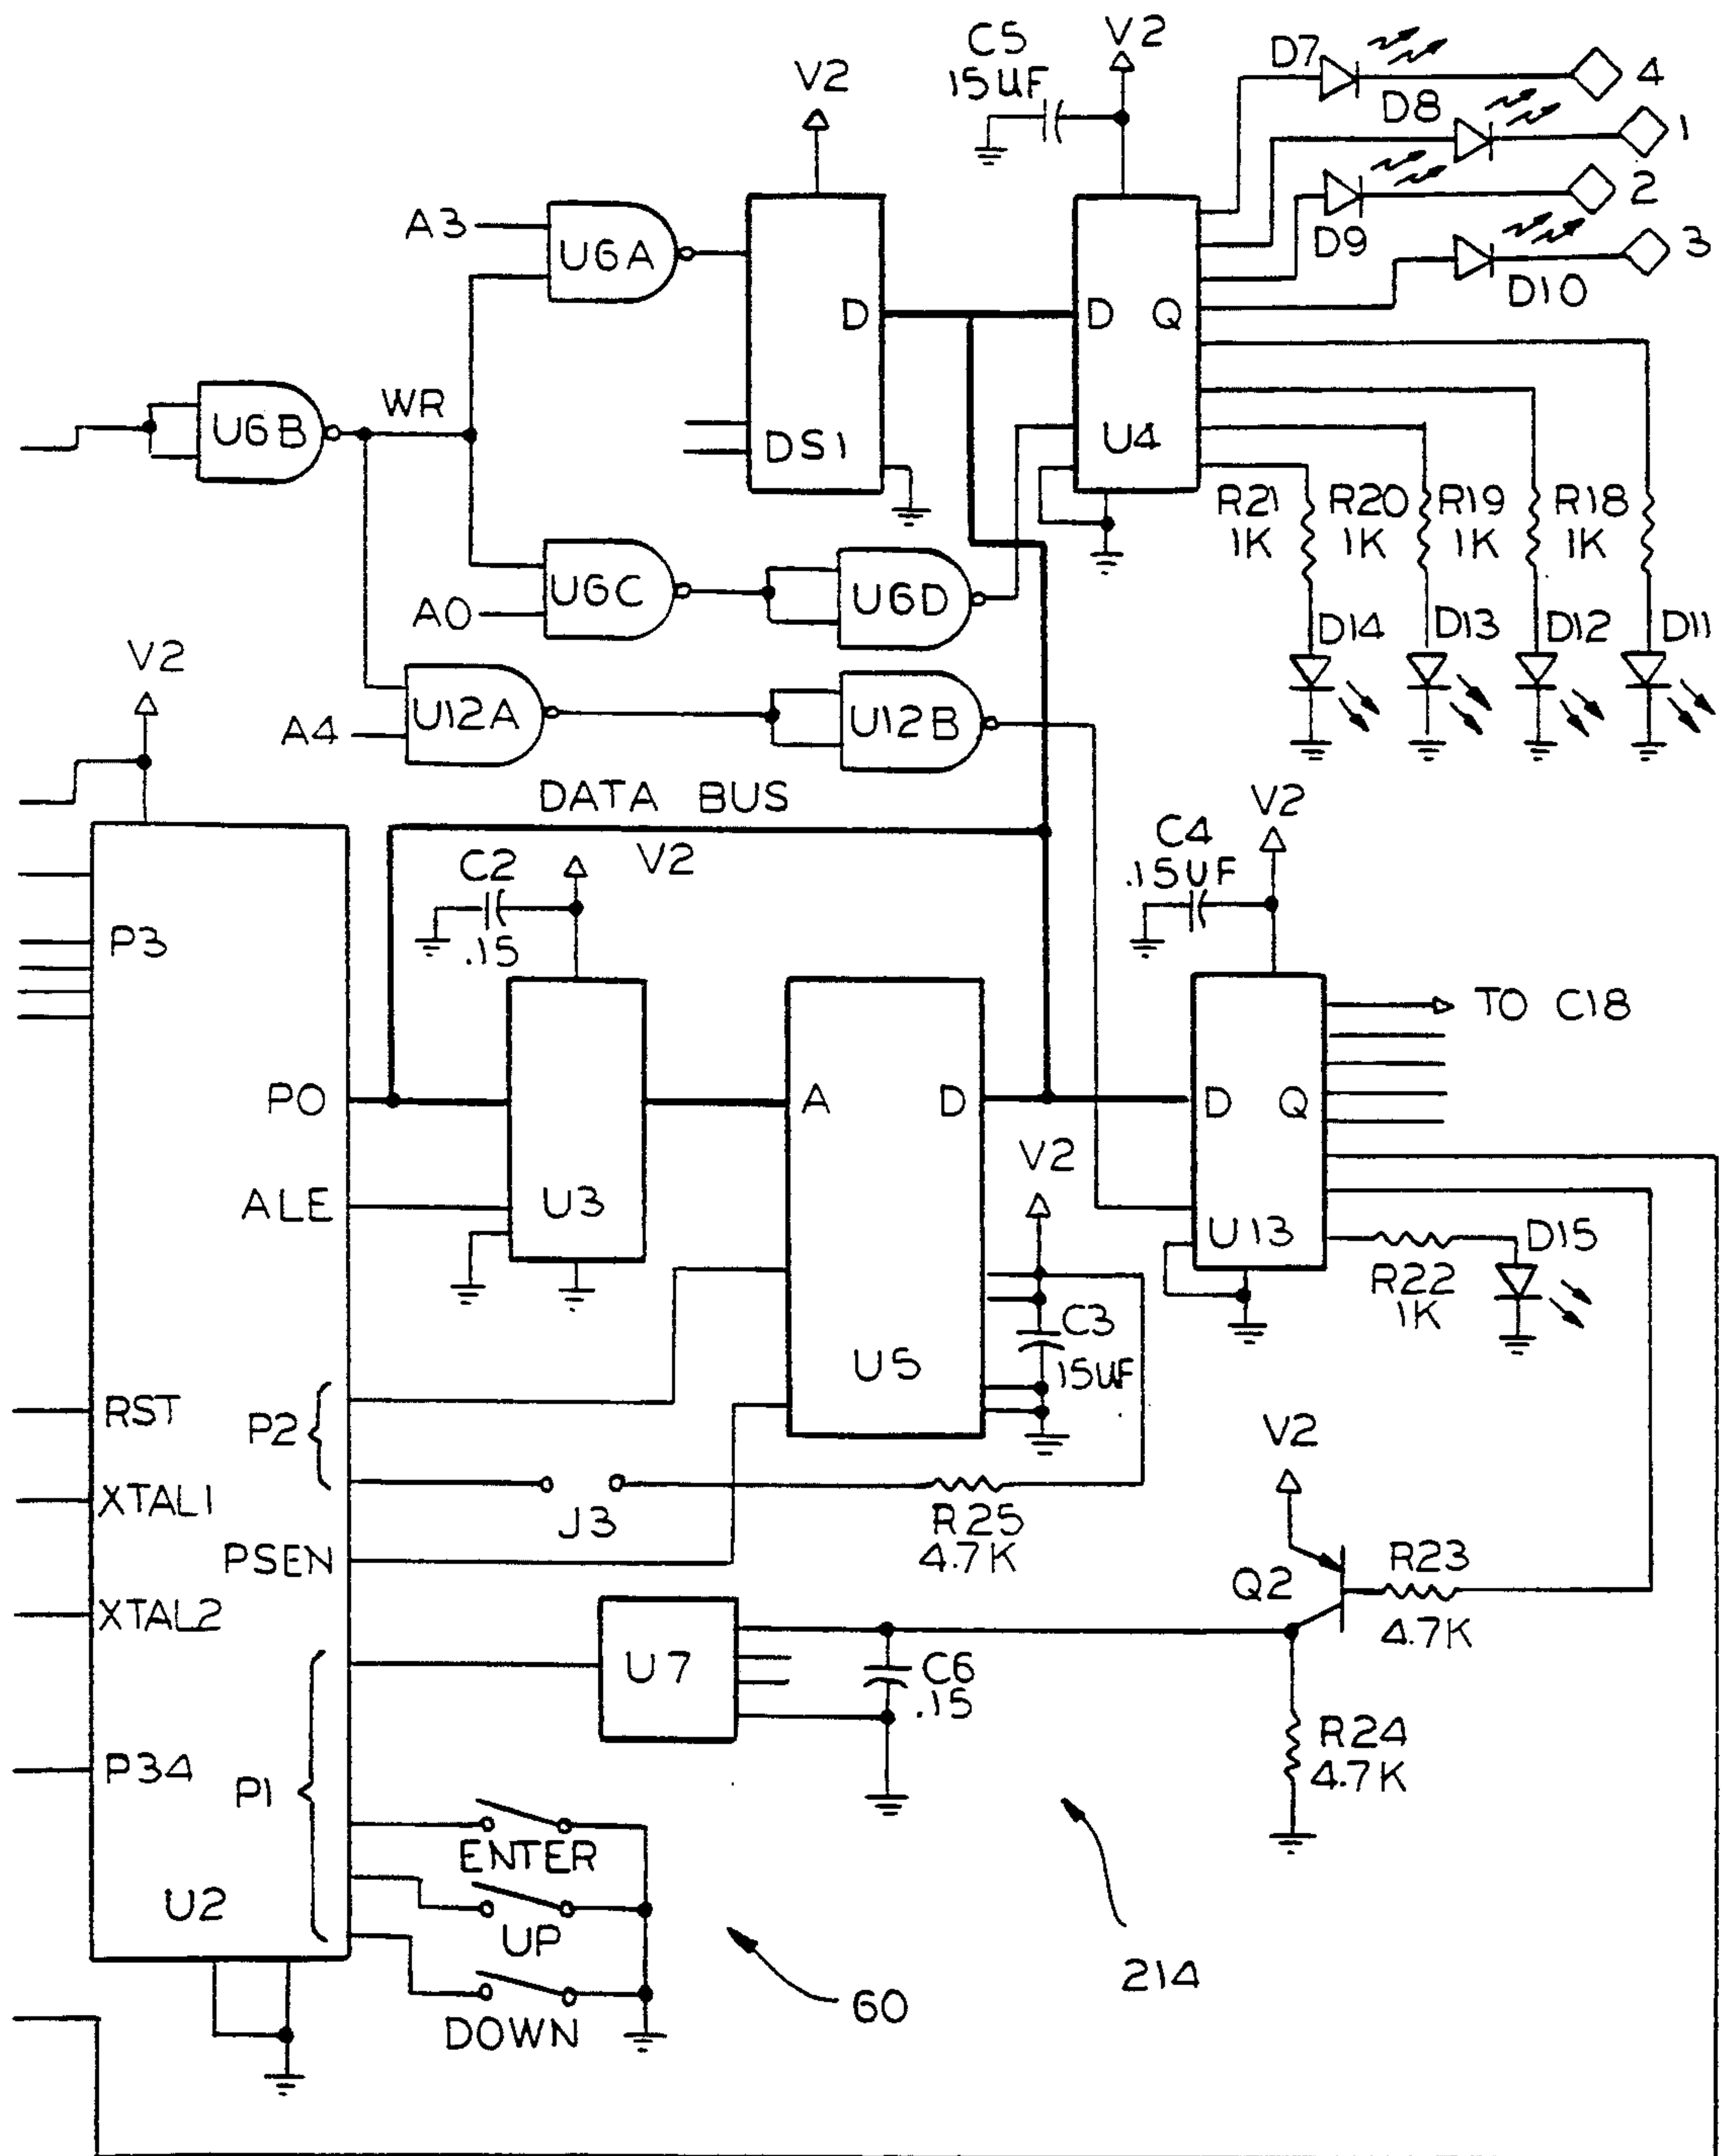 C5
15UF
V2
V2
D7
4
D8
1
D9
2
D10
3
A3
U6A
D
DS1
D
Q
U4
U6B
WR
R21
1K
R20
1K
R19
1K
R18
1K
U6C
A0
U6D
D14
D13
D12
D11
V2
U12A
A4
U12B
DATA BUS
V2
C2
.15
V2
C4
.15UF
P3
TO C18
P0
A
D
D
Q
ALE
U3
V2
U13
D15
R22
1K
C3
15UF
U5
RST
P2
V2
XTAL1
J3
R25
4.7K
PSEN
Q2
R23
4.7K
XTAL2
U7
C6
.15
R24
4.7K
P34
P1
ENTER
U2
UP
214
60
DOWN